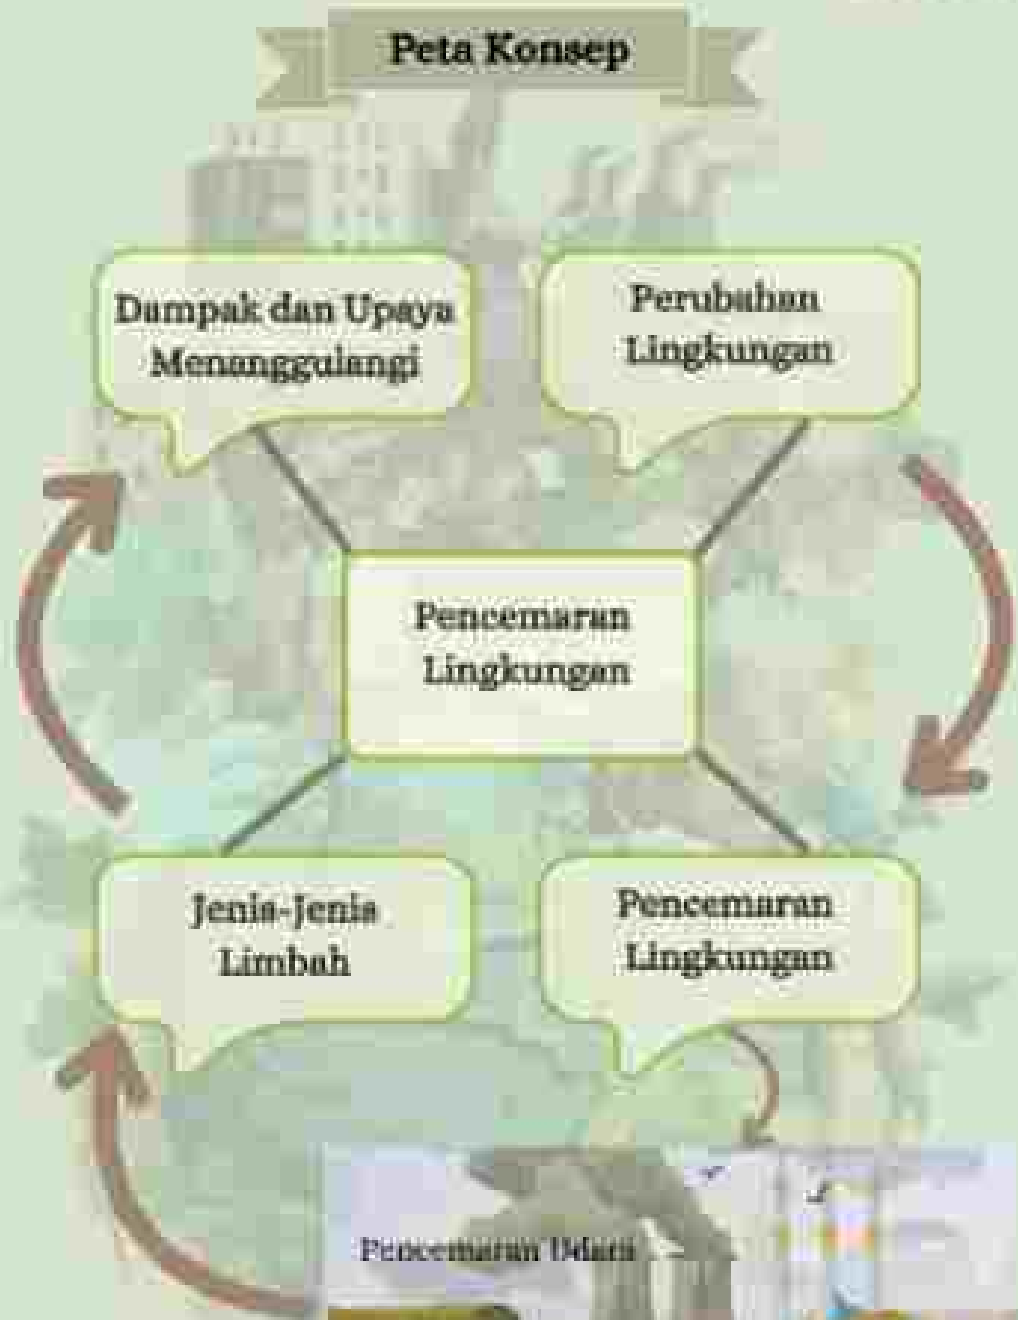 Peta Konsep
Dampak dan Upaya
Menanggulangi
Perubahan
Lingkungan
Pencemaran
Lingkungan
Jenis-Jenis
Limbah
Pencemaran
Lingkungan
Pencemaran Udara